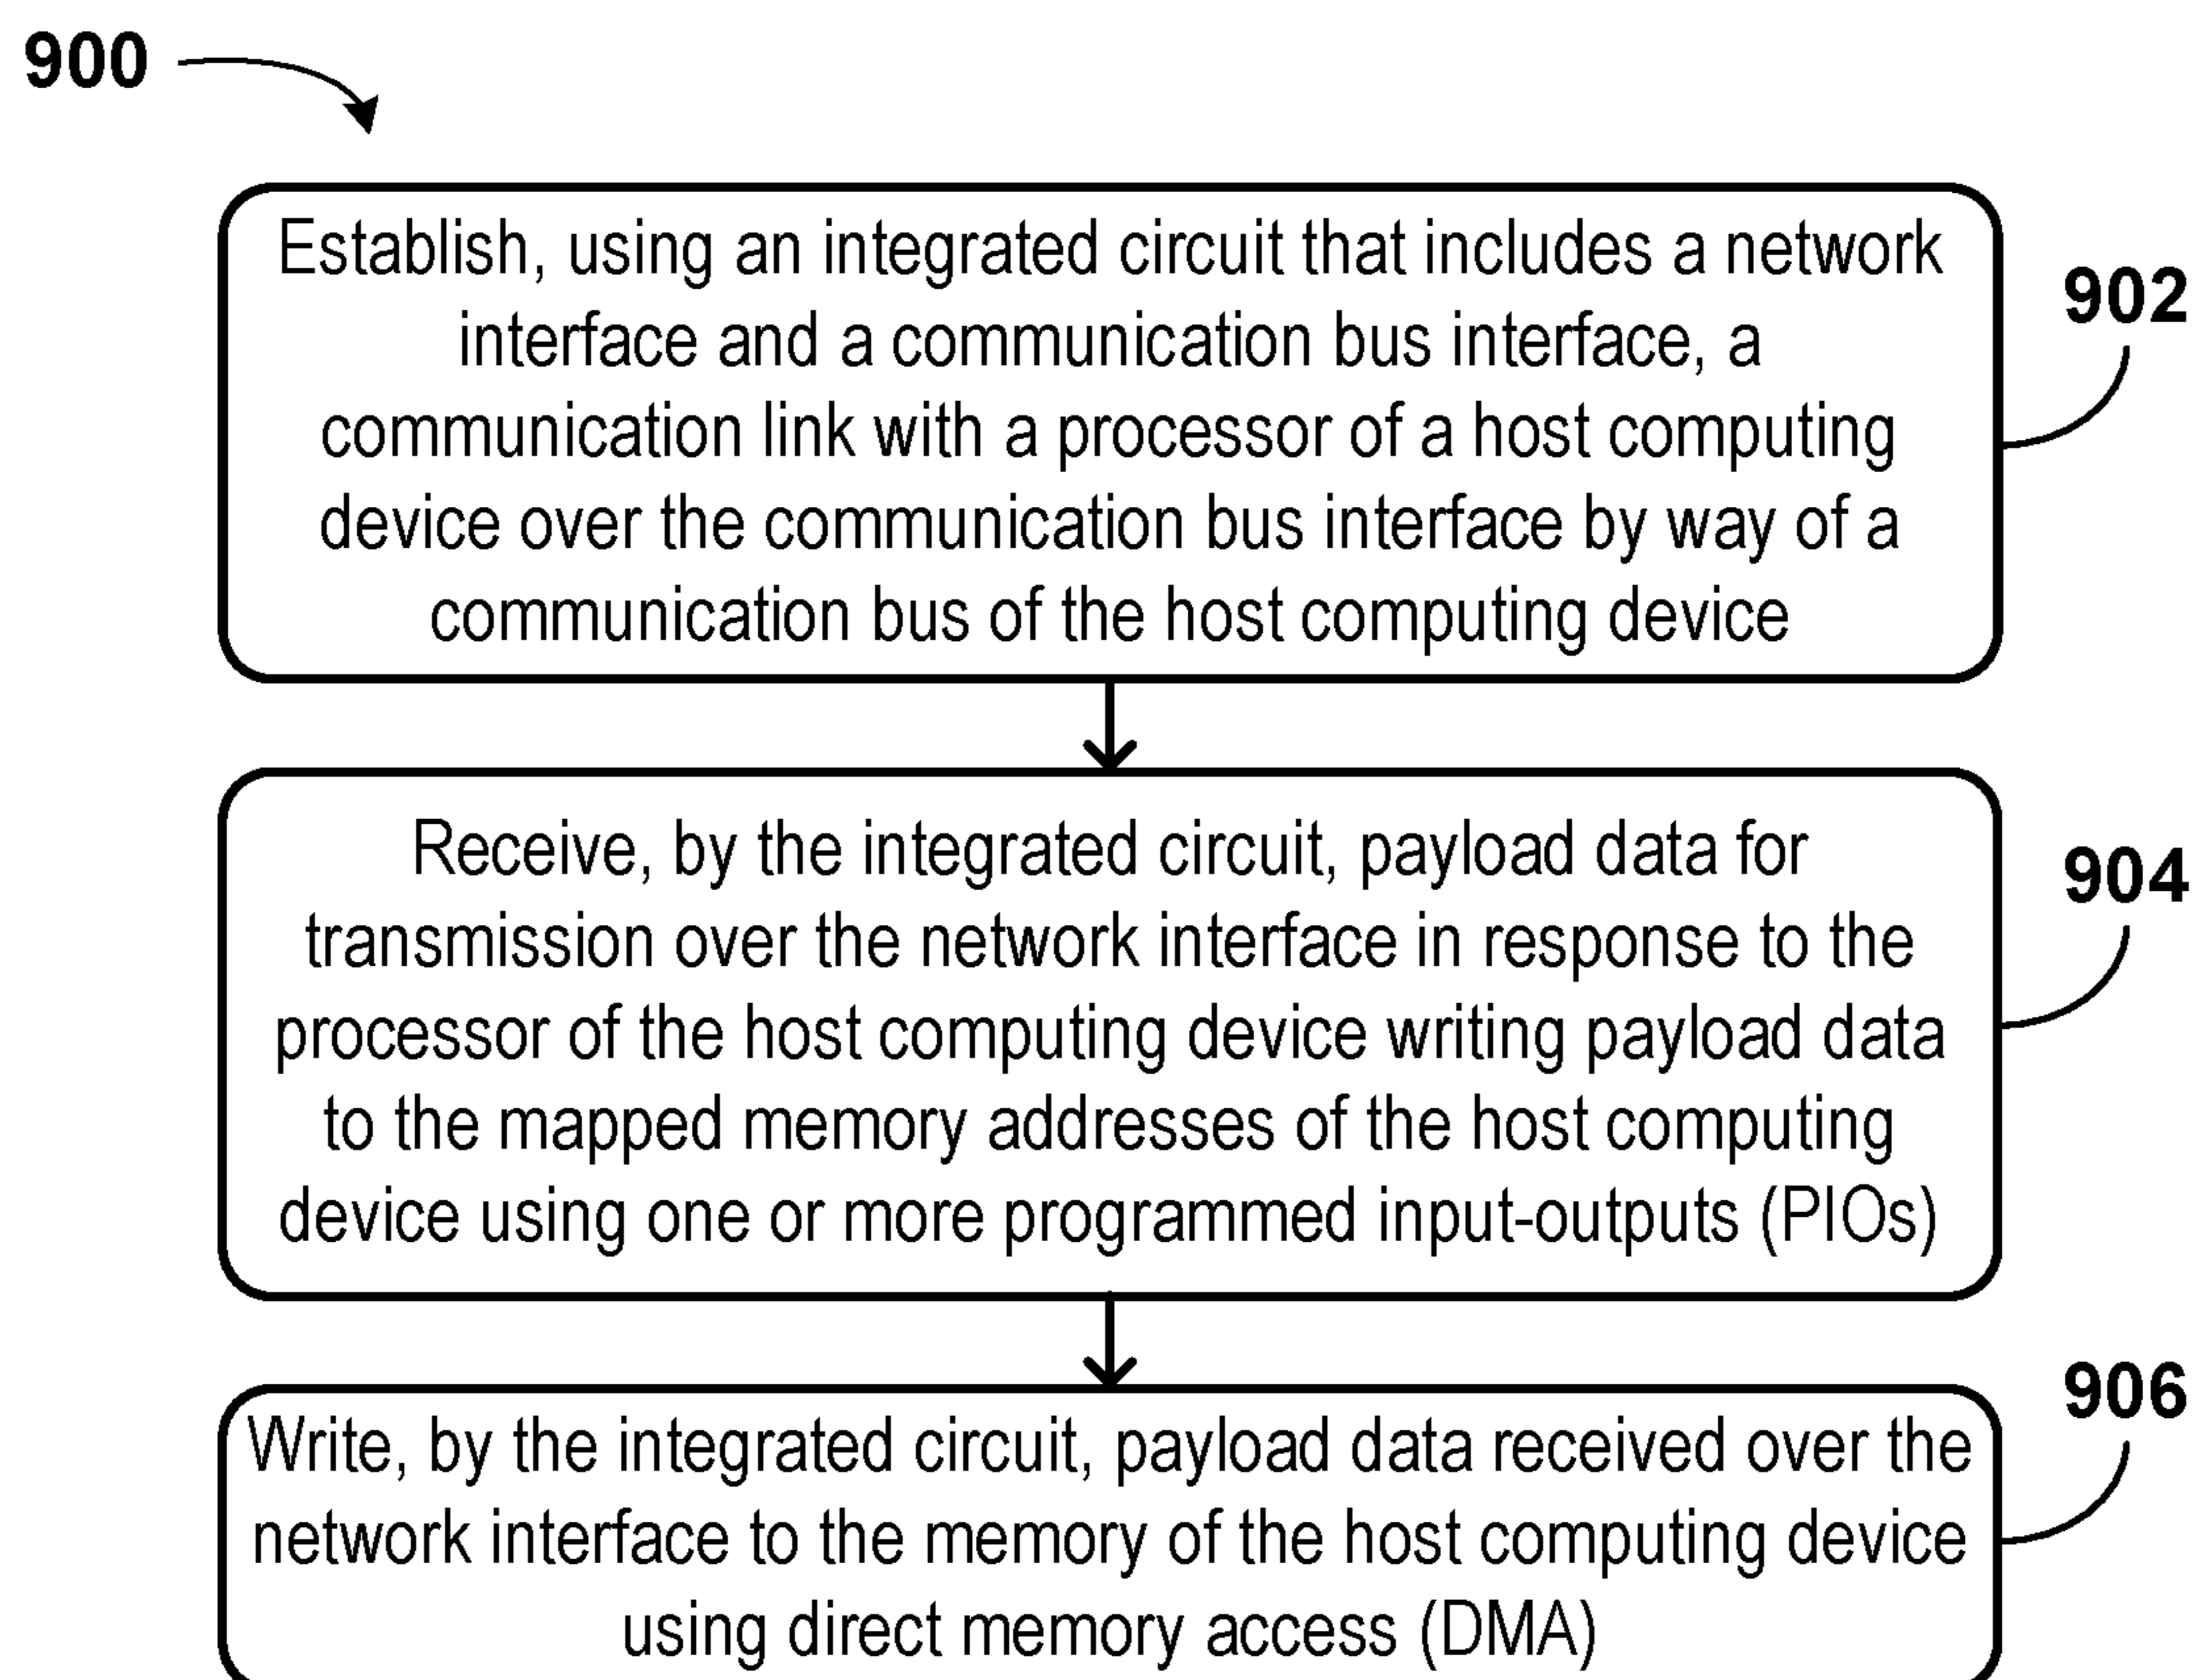 900
Establish, using an integrated circuit that includes a network
interface and a communication bus interface, a
communication link with a processor of a host computing
device over the communication bus interface by way of a
communication bus of the host computing device
902
Receive, by the integrated circuit, payload data for
transmission over the network interface in response to the
processor of the host computing device writing payload data
to the mapped memory addresses of the host computing
device using one or more programmed input-outputs (PIOs)
904
Write, by the integrated circuit, payload data received over the
network interface to the memory of the host computing device
using direct memory access (DMA)
906